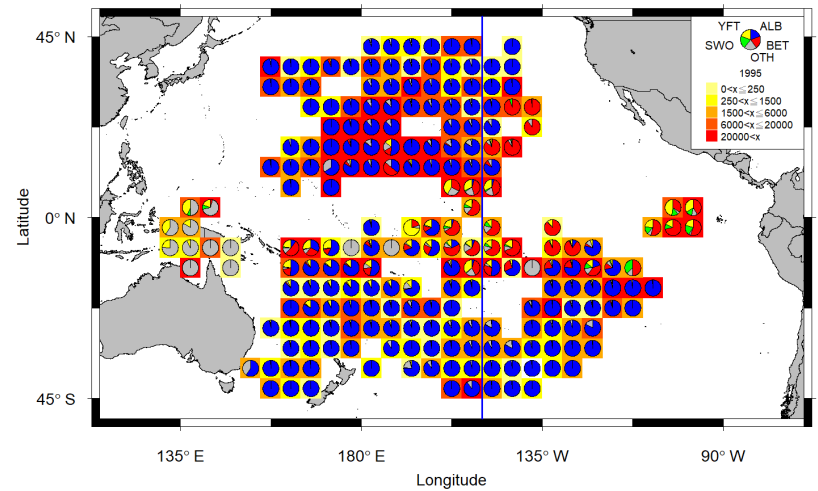 45° N
0° N
45° S
Latitude
YFT ALB
SWO BET
OTH
1995
0<x≦250
250<x≦1500
1500<x≦6000
6000<x≦20000
20000<x
135° E 180° E 135° W 90° W
Longitude